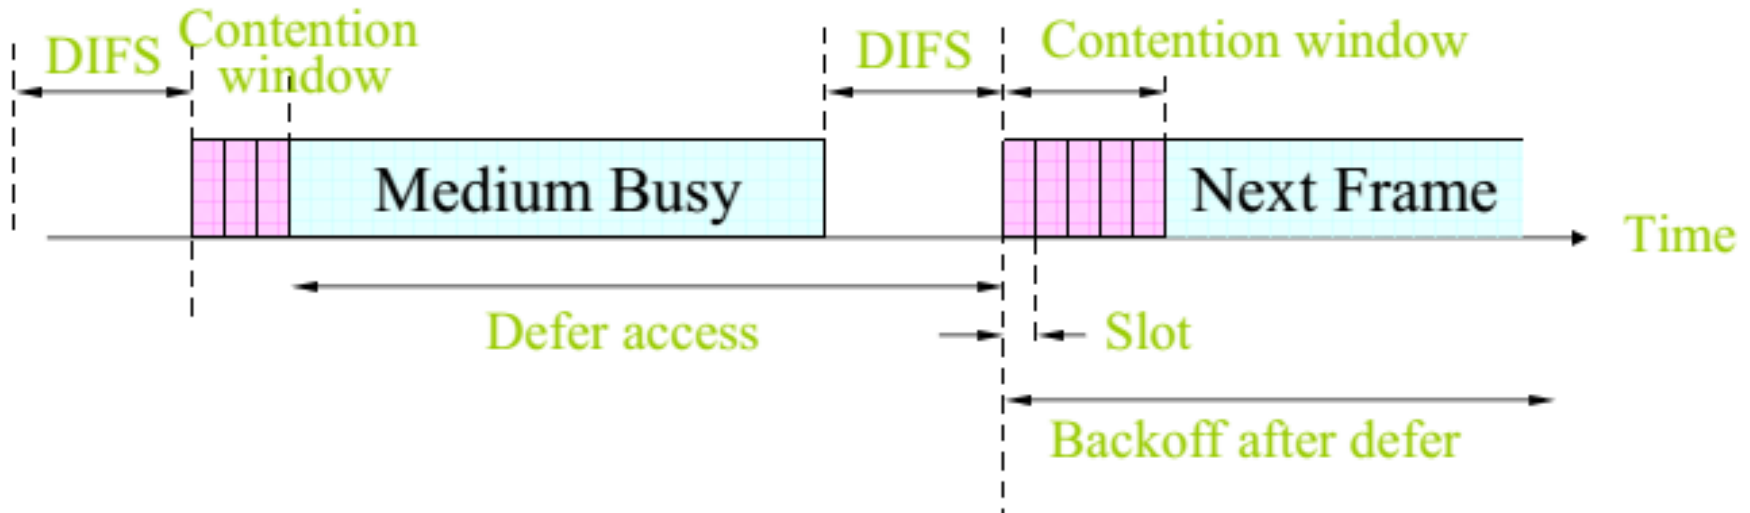 DIFS
Contention
window
DIFS
Contention window
Medium Busy
Next Frame
Time
Defer access
Slot
Backoff after defer